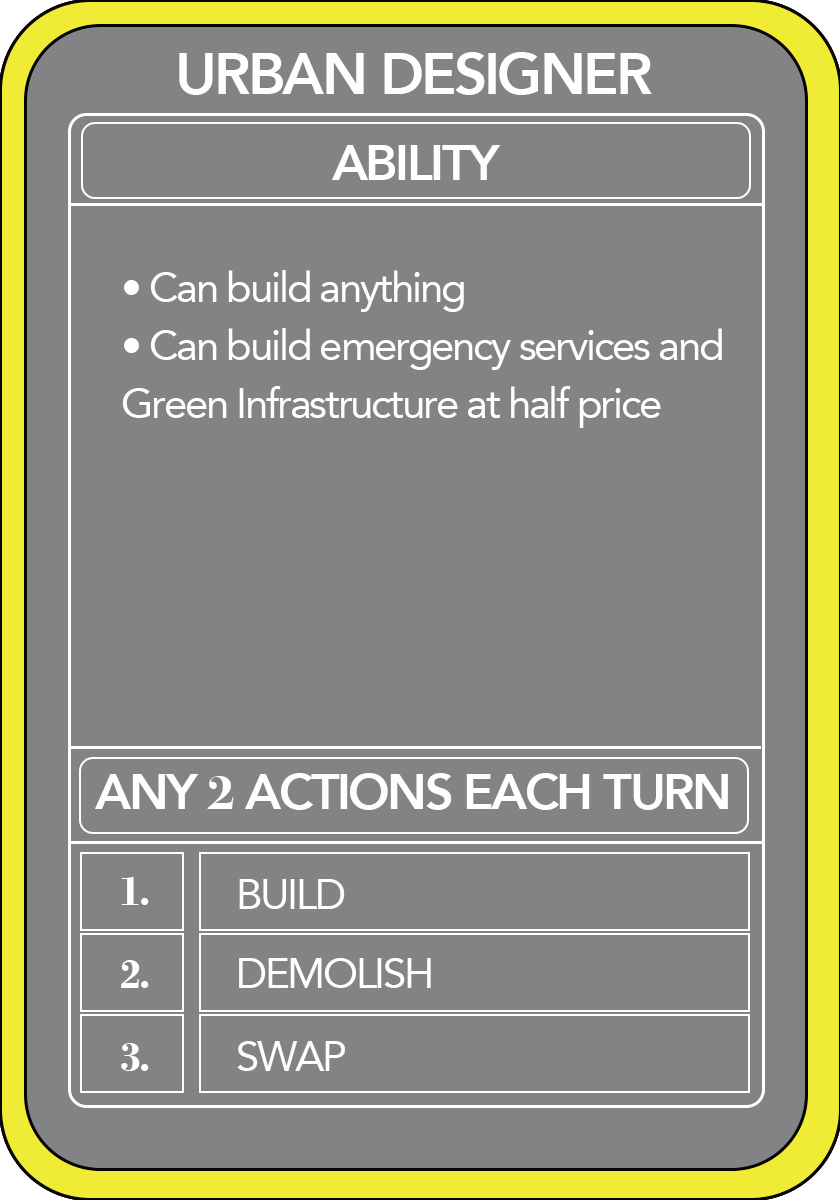 URBAN DESIGNER
ABILITY
• Can build anything
• Can build emergency services and
Green Infrastructure at half price
ANY 2 ACTIONS EACH TURN
1. BUILD
2. DEMOLISH
3. SWAP